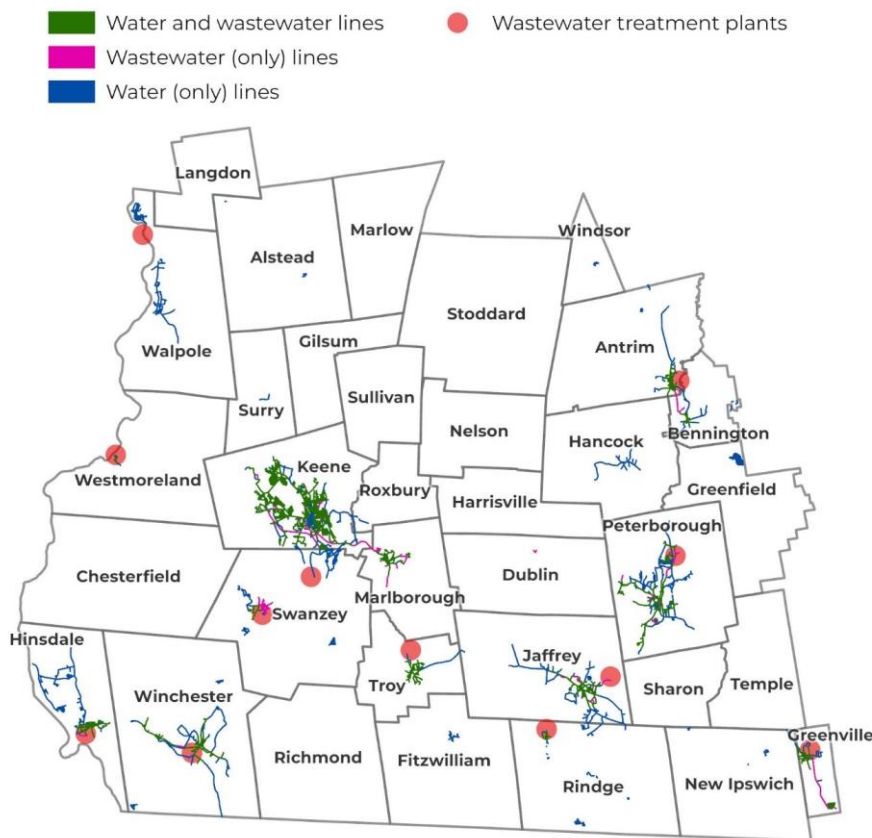 Water and wastewater lines
Wastewater treatment plants
Wastewater (only) lines
Water (only) lines
Langdon
Marlow
Windsor
Alstead
Stoddard
Gilsum
Antrim
Walpole
Sullivan
Surry
Nelson
Hancock
Bennington
Keene
Westmoreland
Roxbury
Greenfield
Harrisville
Peterborough
Chesterfield
Dublin
Marlborough
Swanzey
Hinsdale
Jaffrey
Troy
Sharon
Temple
Winchester
Greenville
Richmond
Fitzwilliam
Rindge
New Ipswich